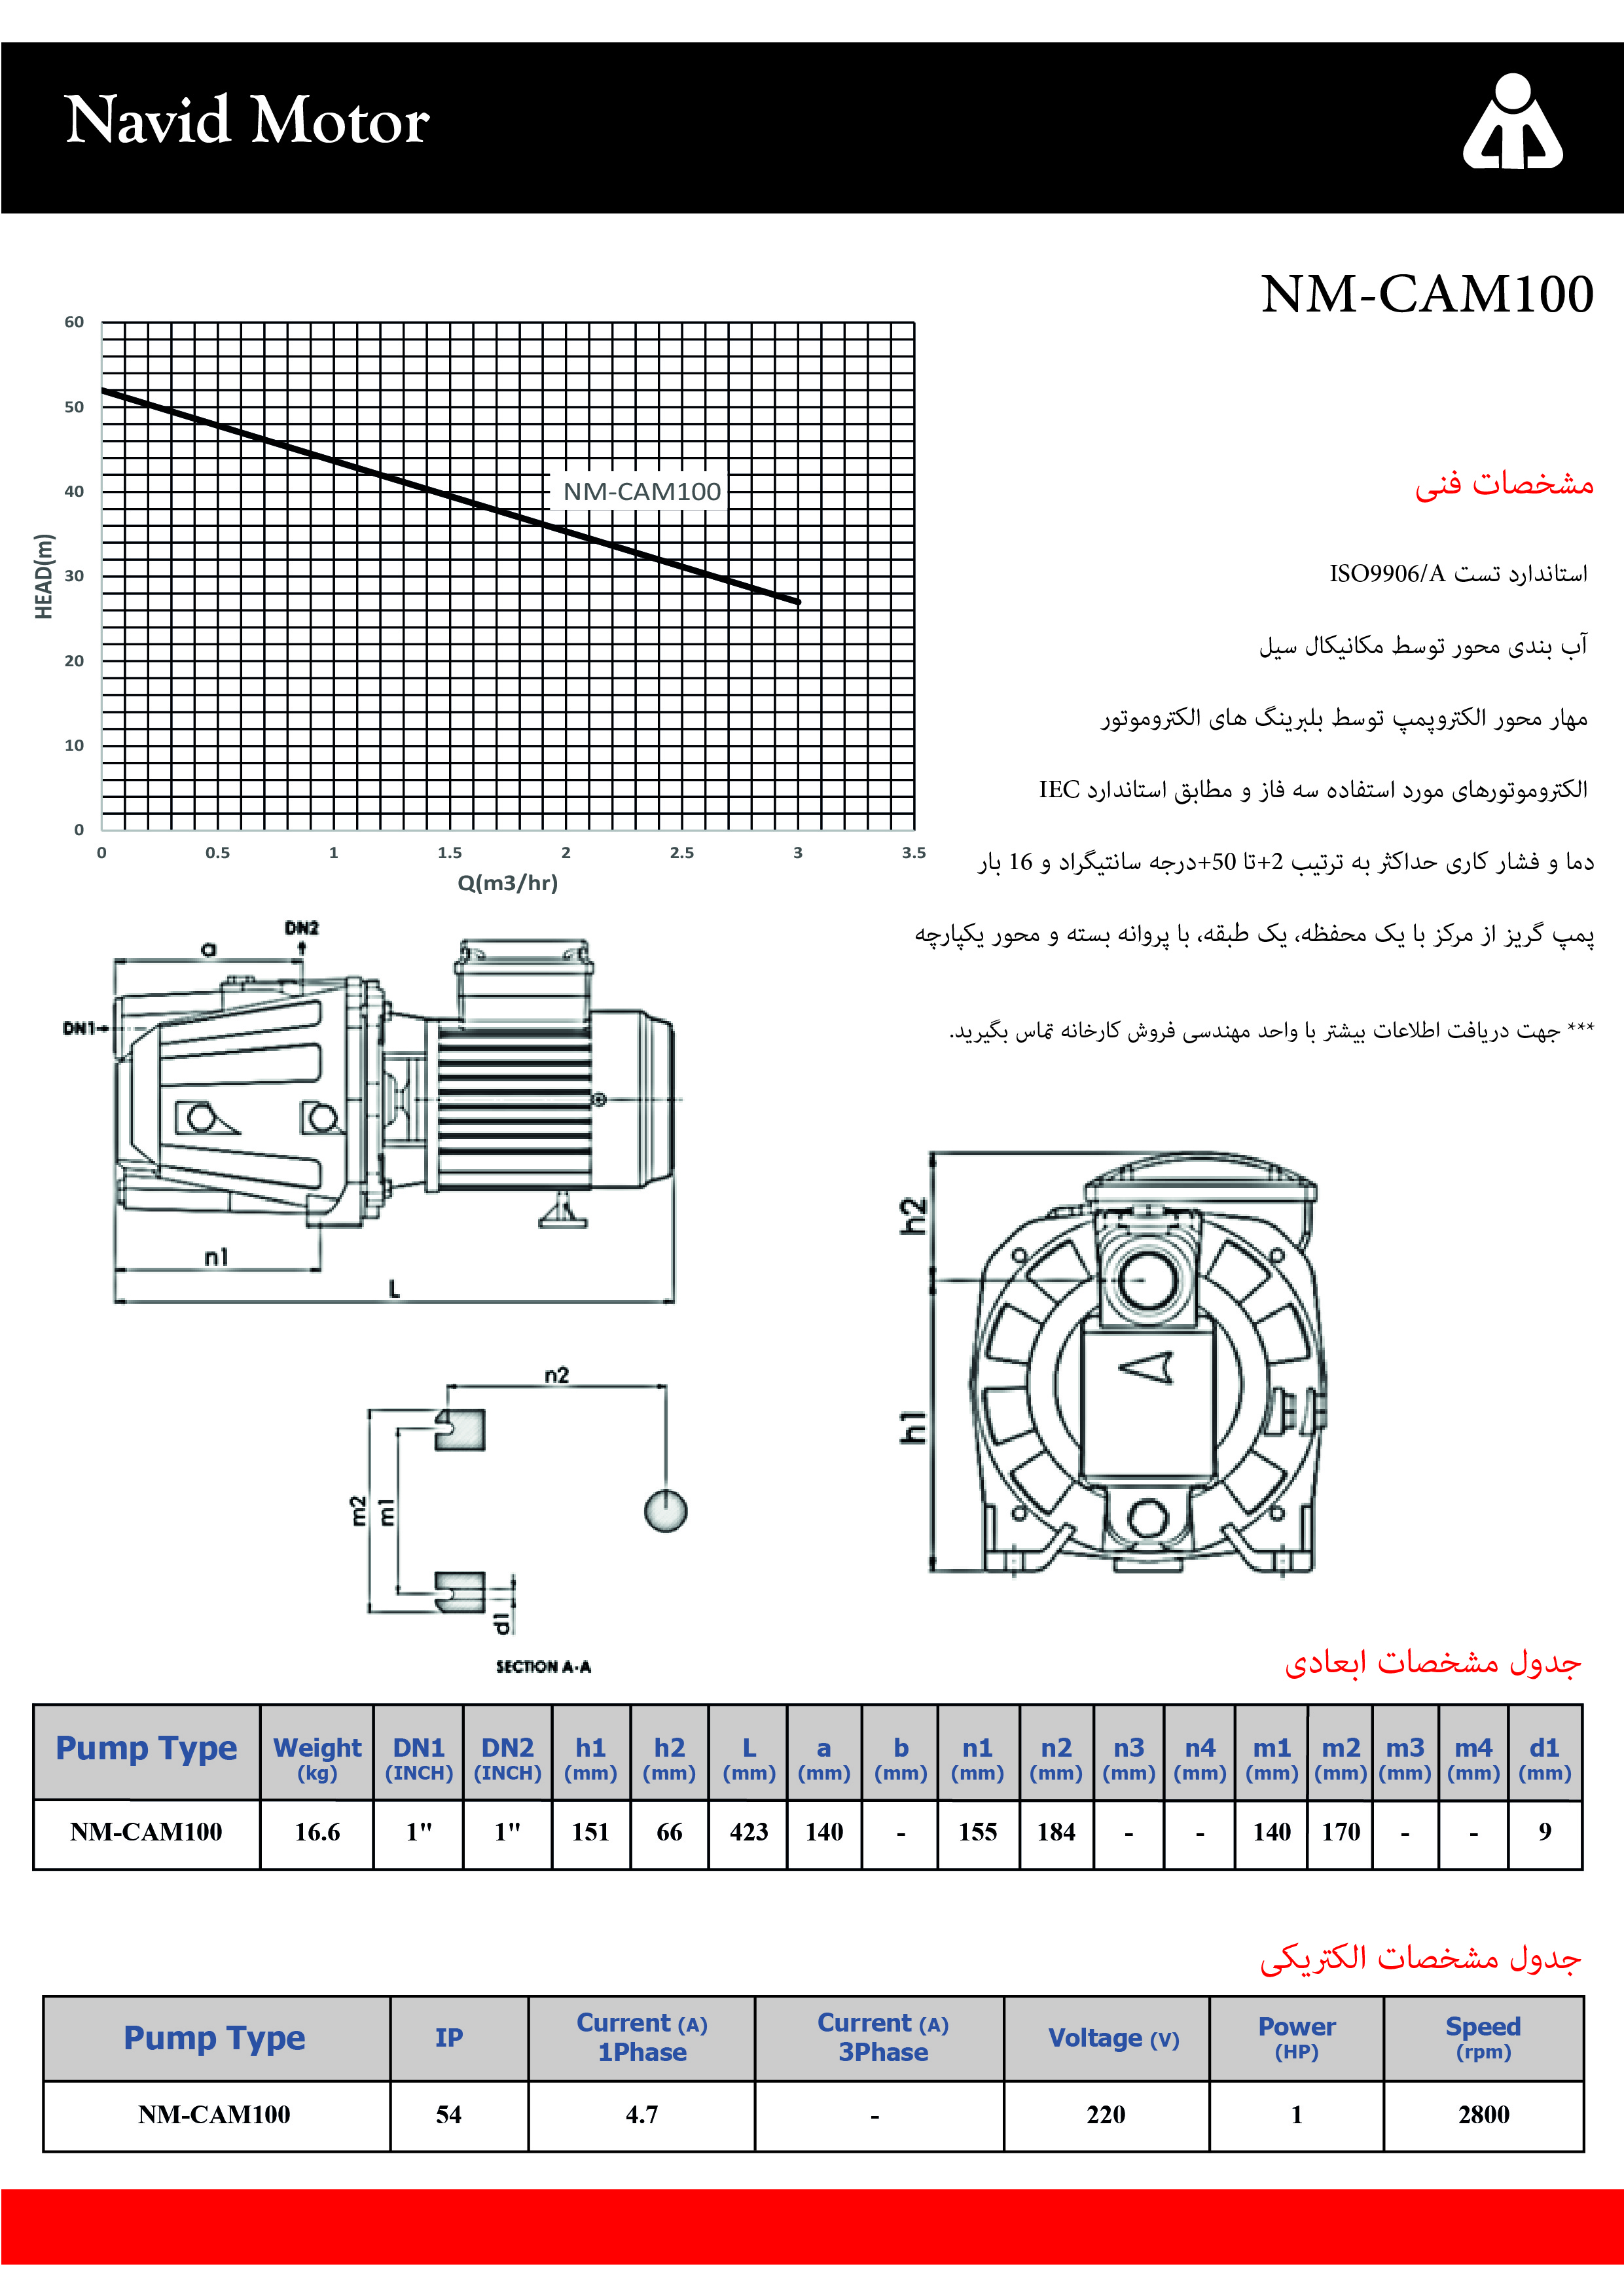 Navid Motor
NM-CAM100
60
50
40
30
20
10
0
HEAD(m)
NM-CAM100
0 0.5 1 1.5 2 2.5 3 3.5
Q(m3/hr)
مشخصات فنی
استاندارد تست ISO9906/A
آب بندی محور توسط مکانیکال سیل
مهار محور الکتروپمپ توسط بلبرینگ های الکتروموتور
الکتروموتورهای مورد استفاده سه فاز و مطابق استاندارد IEC
دما و فشار کاری حداکثر به ترتیب 2+تا 50+درجه سانتیگراد و 16 بار
پمپ گریز از مرکز با یک محفظه، یک طبقه، با پروانه بسته و محور یکپارچه
*** جهت دریافت اطلاعات بیشتر با واحد مهندسی فروش کارخانه تماس بگیرید.
DN2
a
DN1
n1
L
h2
h1
n2
m2
m1
d1
SECTION A-A
جدول مشخصات ابعادی
Pump Type Weight (kg) DN1 (INCH) DN2 (INCH) h1 (mm) h2 (mm) L (mm) a (mm) b (mm) n1 (mm) n2 (mm) n3 (mm) n4 (mm) m1 (mm) m2 (mm) m3 (mm) m4 (mm) d1 (mm)
NM-CAM100 16.6 1" 1" 151 66 423 140 - 155 184 - - 140 170 - - 9
جدول مشخصات الکتریکی
Pump Type IP Current (A) 1Phase Current (A) 3Phase Voltage (V) Power (HP) Speed (rpm)
NM-CAM100 54 4.7 - 220 1 2800